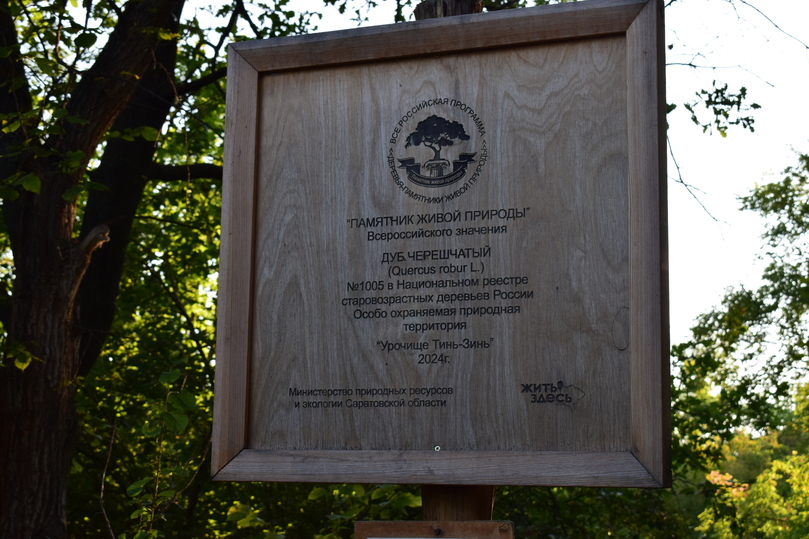 ВСЕРОССИЙСКАЯ ПРОГРАММА
«ДЕРЕВЬЯ-ПАМЯТНИКИ ЖИВОЙ ПРИРОДЫ»
"ПАМЯТНИК ЖИВОЙ ПРИРОДЫ"
Всероссийского значения
ДУБ ЧЕРЕШЧАТЫЙ
(Quercus robur L.)
№1005 в Национальном реестре
старовозрастных деревьев России
Особо охраняемая природная
территория
"Урочище Тинь-Зинь"
2024г.
Министерство природных ресурсов
и экологии Саратовской области
ЖИТЬ
ЗДЕСЬ